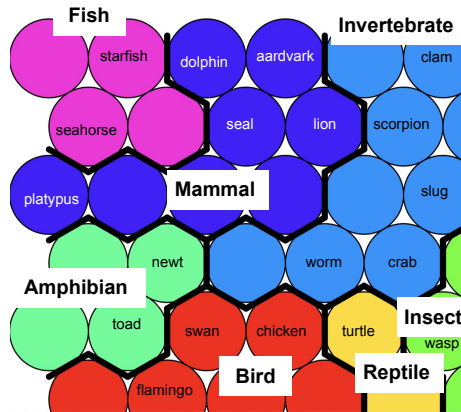 Fish
Invertebrate
starfish
dolphin
aardvark
clam
seahorse
seal
lion
scorpion
platypus
Mammal
slug
newt
worm
crab
Amphibian
toad
swan
chicken
turtle
Insect
wasp
flamingo
Bird
Reptile